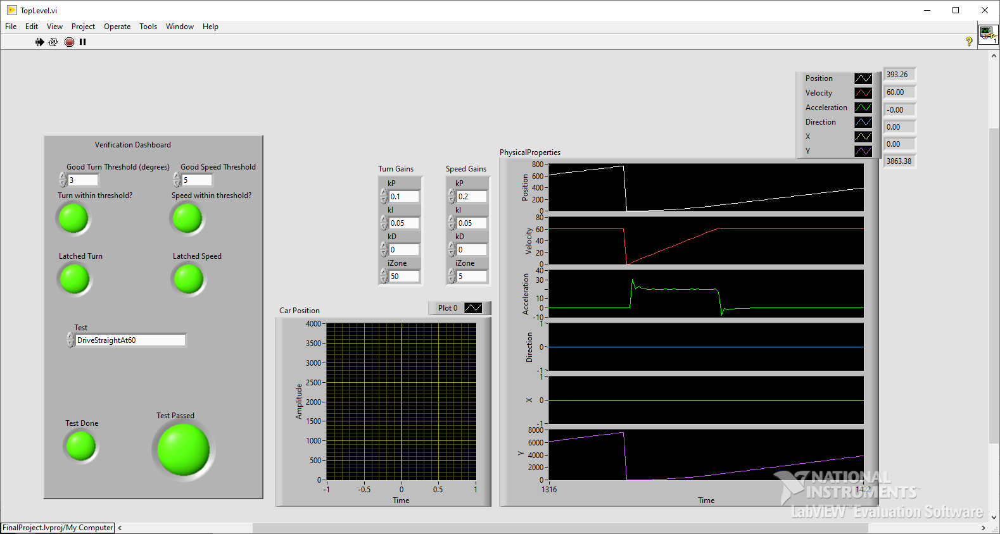 TopLevel.vi
File Edit View Project Operate Tools Window Help
1
Position 393.26
Velocity 60.00
Acceleration -0.00
Direction 0.00
X 0.00
Y 3863.38
Verification Dashboard
Good Turn Threshold (degrees) Good Speed Threshold
3 5
Turn within threshold? Speed within threshold?
Latched Turn Latched Speed
Test
DriveStraightAt60
Test Done Test Passed
Turn Gains Speed Gains
kP kP
0.1 0.2
kI kI
0.05 0.05
kD kD
0 0
iZone iZone
50 5
Car Position Plot 0
Amplitude
4000
3500
3000
2500
2000
1500
1000
500
0
-1 -0.5 0 0.5 1
Time
PhysicalProperties
Position
800
600
400
200
0
Velocity
80
60
40
20
0
Acceleration
40
30
10
0
-10
Direction
1
0
-1
X
1
0
-1
Y
8000
6000
4000
2000
0
1316 1422
Time
NATIONAL
INSTRUMENTS™
LabVIEW™ Evaluation Software
FinalProject.lvproj/My Computer